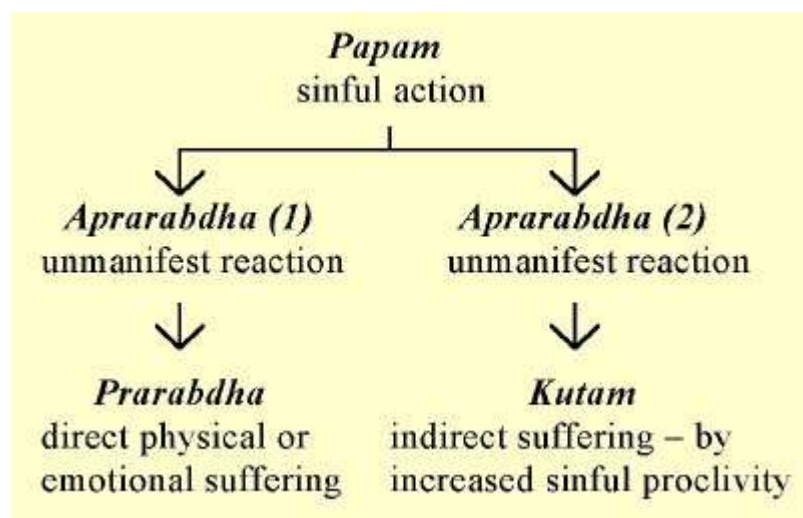 Papam
sinful action
Aprarabdha (1)
unmanifest reaction
Aprarabdha (2)
unmanifest reaction
Prarabdha
direct physical or
emotional suffering
Kutam
indirect suffering – by
increased sinful proclivity